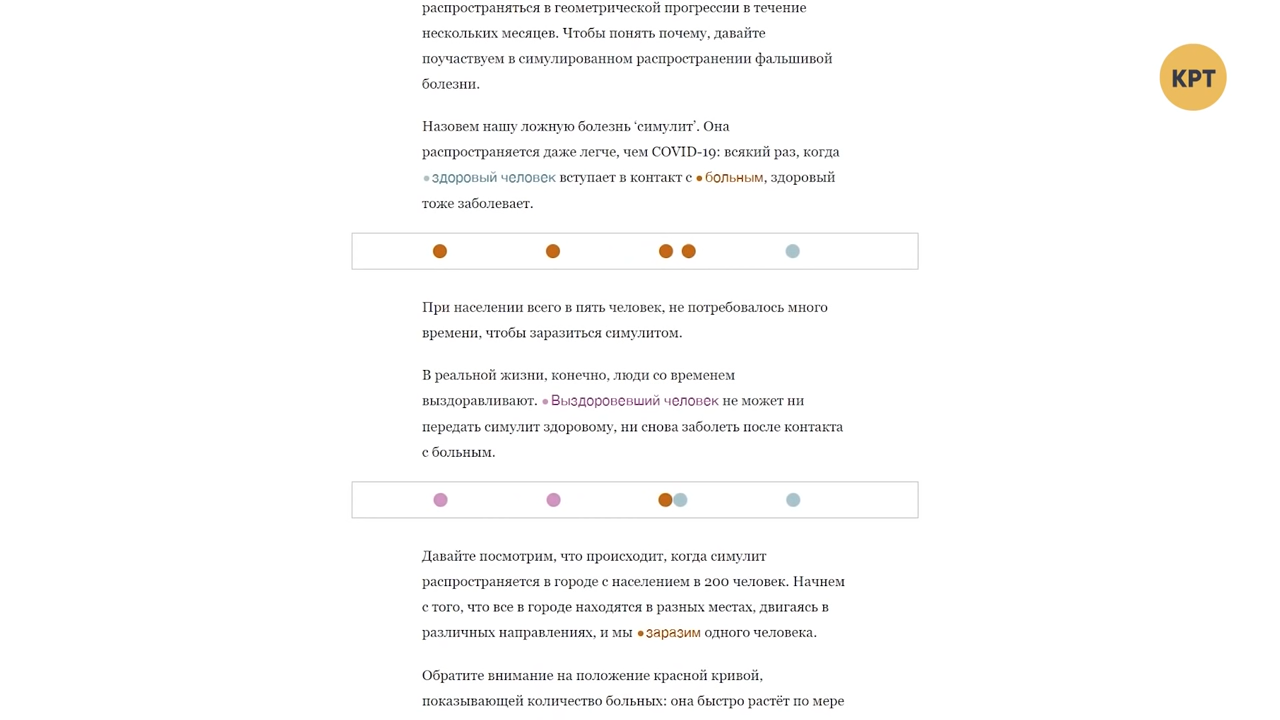 распространяться в геометрической прогрессии в течение
нескольких месяцев. Чтобы понять почему, давайте
поучаствуем в симулированном распространении фальшивой
болезни.
КРТ
Назовем нашу ложную болезнь ‘симулит’. Она
распространяется даже легче, чем COVID-19: всякий раз, когда
здоровый человек вступает в контакт с больным, здоровый
тоже заболевает.
При населении всего в пять человек, не потребовалось много
времени, чтобы заразиться симулитом.
В реальной жизни, конечно, люди со временем
выздоравливают. Выздоровевший человек не может ни
передать симулит здоровому, ни снова заболеть после контакта
с больным.
Давайте посмотрим, что происходит, когда симулит
распространяется в городе с населением в 200 человек. Начнем
с того, что все в городе находятся в разных местах, двигаясь в
различных направлениях, и мы заразим одного человека.
Обратите внимание на положение красной кривой,
показывающей количество больных: она быстро растёт по мере